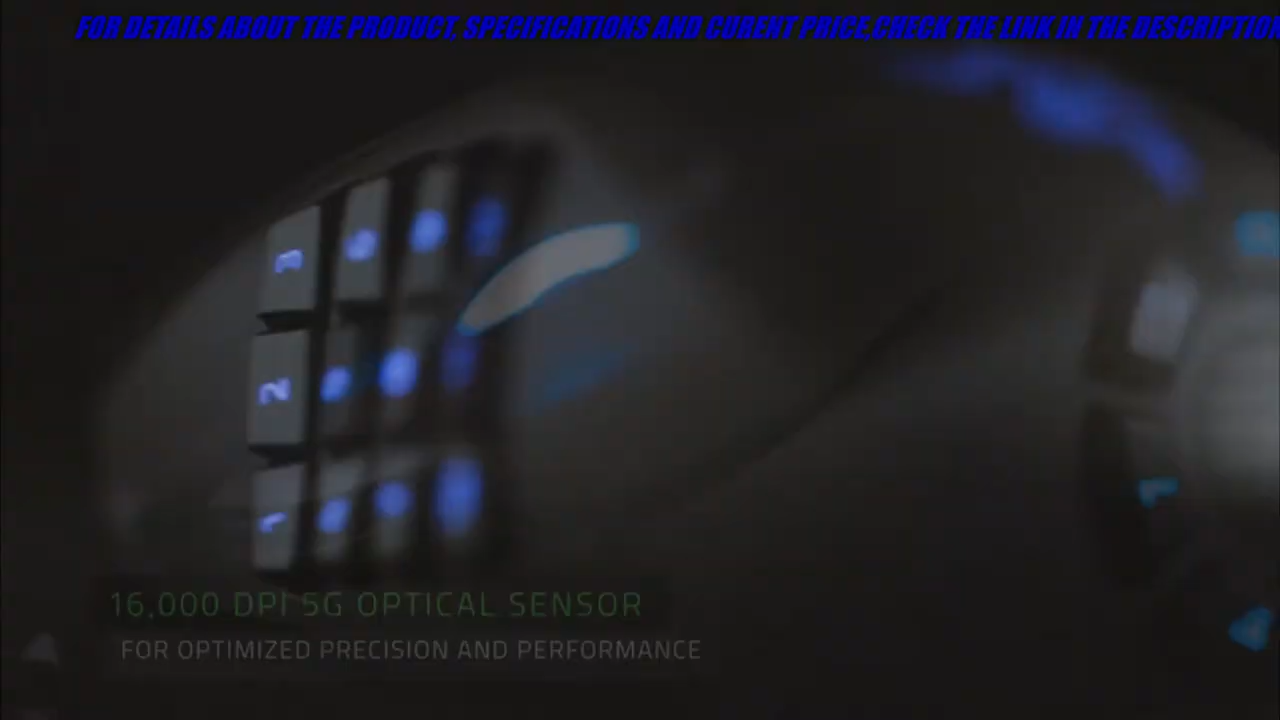 FOR DETAILS ABOUT THE PRODUCT, SPECIFICATIONS AND CURENT PRICE,CHECK THE LINK IN THE DESCRIPTION
16,000 DPI 5G OPTICAL SENSOR
FOR OPTIMIZED PRECISION AND PERFORMANCE